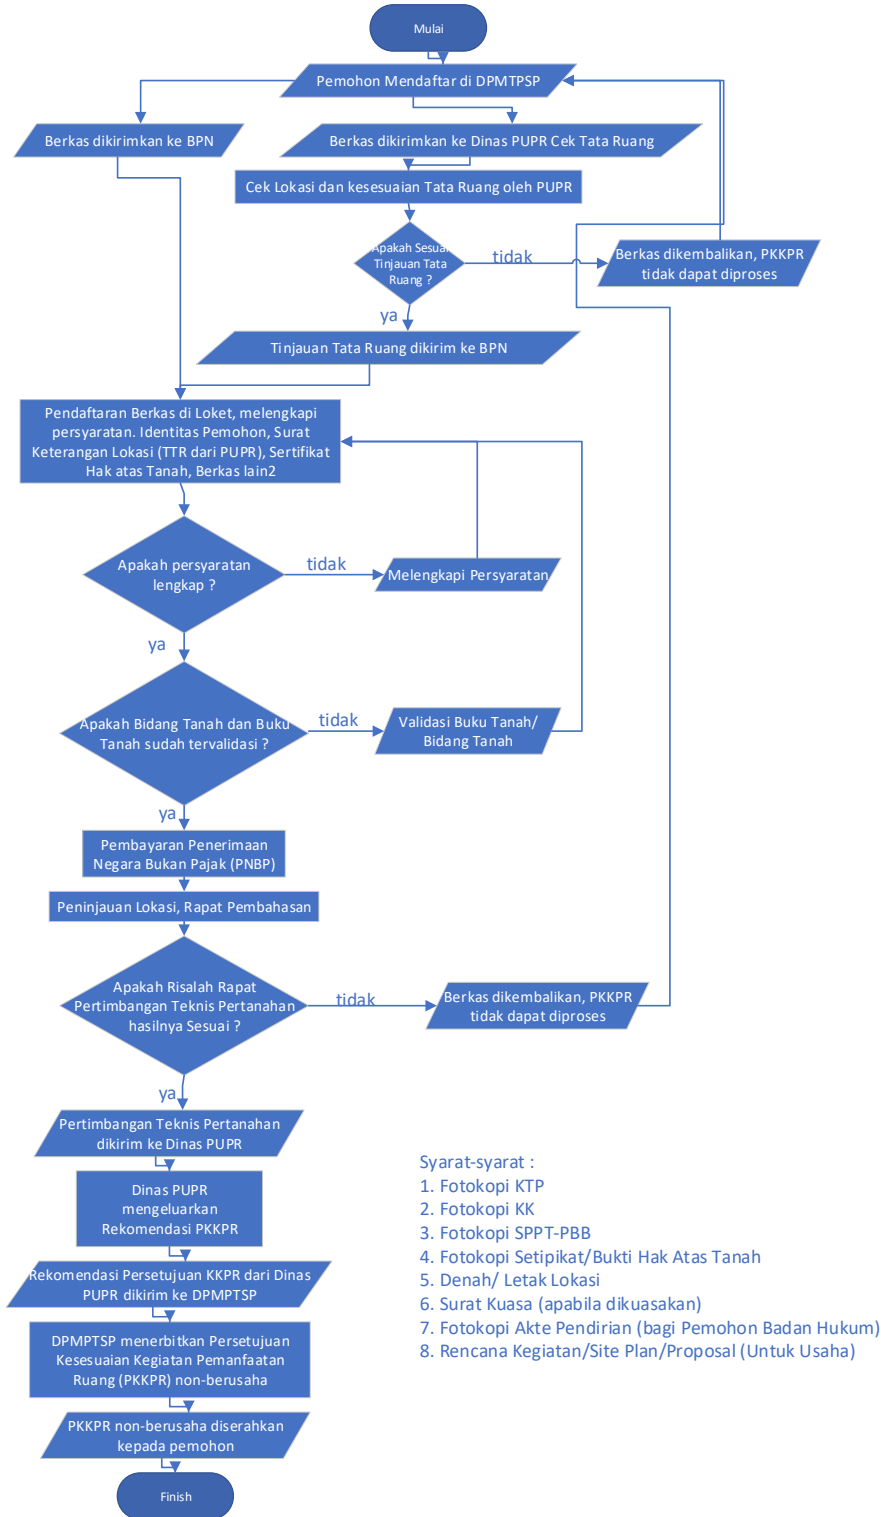 Mulai
Pemohon Mendaftar di DPMTPSP
Berkas dikirimkan ke BPN
Berkas dikirimkan ke Dinas PUPR Cek Tata Ruang
Cek Lokasi dan kesesuaian Tata Ruang oleh PUPR
Apakah Sesuai
Tinjauan Tata
Ruang ?
tidak
Berkas dikembalikan, PKKPR
tidak dapat diproses
ya
Tinjauan Tata Ruang dikirim ke BPN
Pendaftaran Berkas di Loket, melengkapi
persyaratan. Identitas Pemohon, Surat
Keterangan Lokasi (TTR dari PUPR), Sertifikat
Hak atas Tanah, Berkas lain2
Apakah persyaratan
lengkap ?
tidak
Melengkapi Persyaratan
ya
Apakah Bidang Tanah dan Buku
Tanah sudah tervalidasi ?
tidak
Validasi Buku Tanah/
Bidang Tanah
ya
Pembayaran Penerimaan
Negara Bukan Pajak (PNBP)
Peninjauan Lokasi, Rapat Pembahasan
Apakah Risalah Rapat
Pertimbangan Teknis Pertanahan
hasilnya Sesuai ?
tidak
Berkas dikembalikan, PKKPR
tidak dapat diproses
ya
Pertimbangan Teknis Pertanahan
dikirim ke Dinas PUPR
Dinas PUPR
mengeluarkan
Rekomendasi PKKPR
Rekomendasi Persetujuan KKPR dari Dinas
PUPR dikirim ke DPMPTSP
DPMPTSP menerbitkan Persetujuan
Kesesuaian Kegiatan Pemanfaatan
Ruang (PKKPR) non-berusaha
PKKPR non-berusaha diserahkan
kepada pemohon
Finish
Syarat-syarat :
1. Fotokopi KTP
2. Fotokopi KK
3. Fotokopi SPPT-PBB
4. Fotokopi Setipikat/Bukti Hak Atas Tanah
5. Denah/ Letak Lokasi
6. Surat Kuasa (apabila dikuasakan)
7. Fotokopi Akte Pendirian (bagi Pemohon Badan Hukum)
8. Rencana Kegiatan/Site Plan/Proposal (Untuk Usaha)